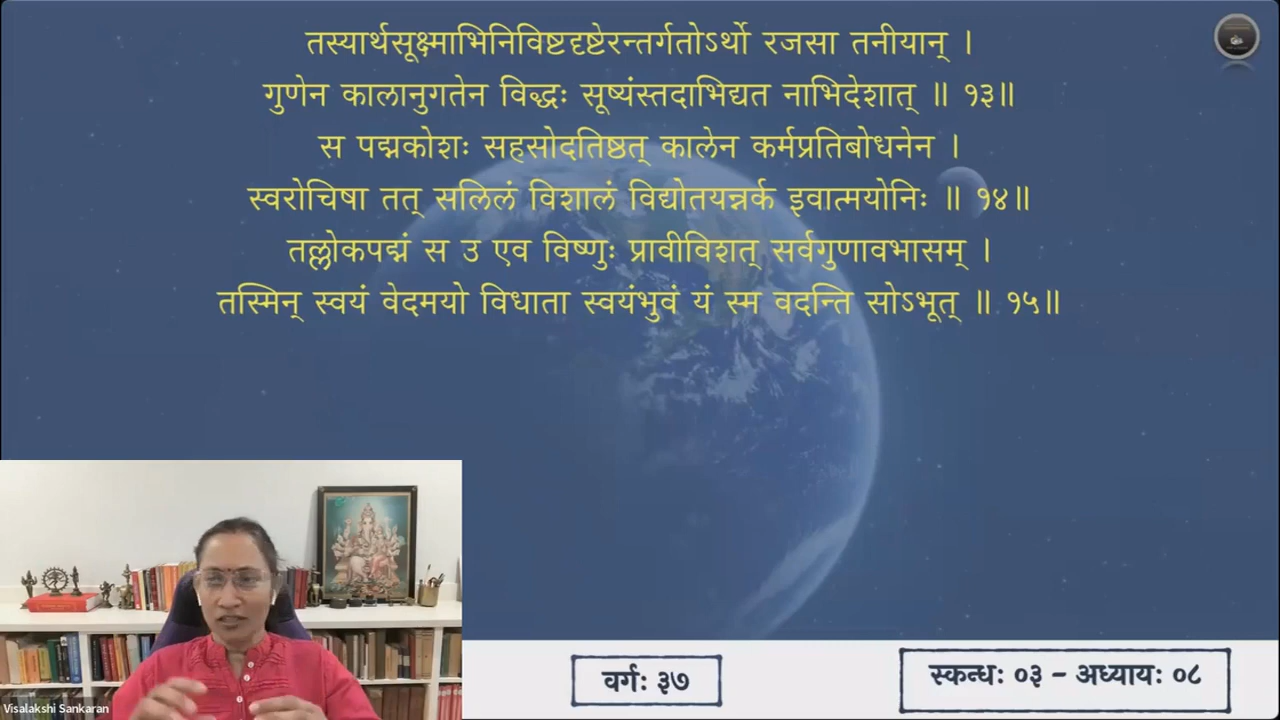 तस्यार्थसूक्ष्माभिनिविष्टदृष्टेरन्तर्गतोऽर्थो रजसा तनीयान् ।
गुणेन कालानुगतेन विद्धः सूष्यंस्तदाभिद्यत नाभिदेशात् ॥ १३॥
स पद्मकोशः सहसोदतिष्ठत् कालेन कर्मप्रतिबोधनेन ।
स्वरोचिषा तत् सलिलं विशालं विद्योतयन्नर्क इवात्मयोनिः ॥ १४॥
तल्लोकपद्मं स उ एव विष्णुः प्रावीविशत् सर्वगुणावभासम् ।
तस्मिन् स्वयं वेदमयो विधाता स्वयंभुवं यं स्म वदन्ति सोऽभूत् ॥ १५॥
वर्गः ३७
स्कन्धः ०३ - अध्यायः ०८
Visalakshi Sankaran